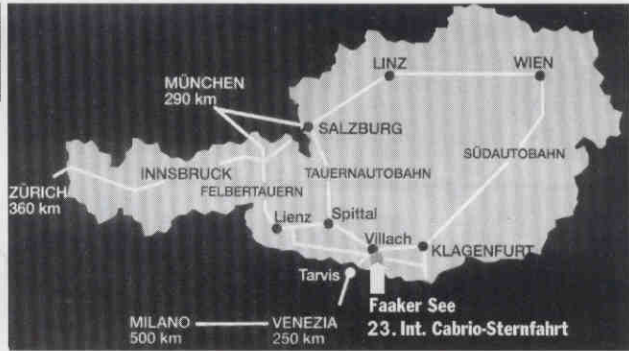 LINZ
WIEN
MÜNCHEN
290 km
SALZBURG
SÜDAUTOBAHN
INNSBRUCK
TAUERNAUTOBAHN
ZÜRICH
360 km
FELBERTAUERN
Lienz
Spittal
Villach
KLAGENFURT
Tarvis
Faaker See
23. Int. Cabrio-Sternfahrt
MILANO
500 km
VENEZIA
250 km